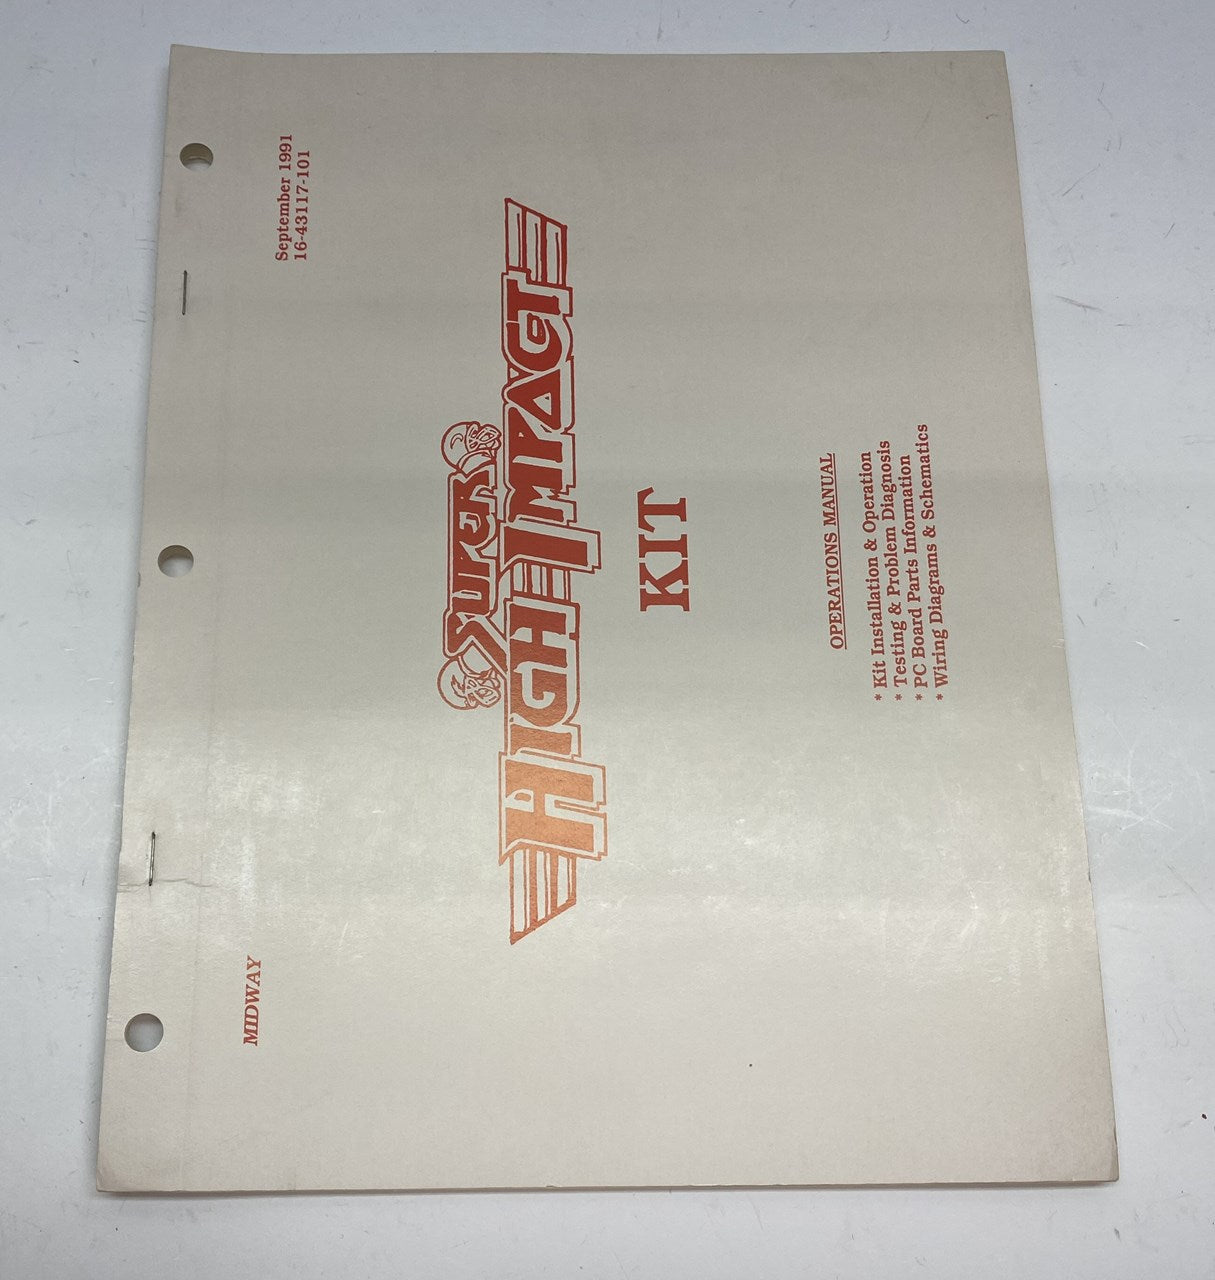 MIDWAY
September 1991
16-43117-101
SUPER
HIGH IMPACT
KIT
OPERATIONS MANUAL
* Kit Installation & Operation
* Testing & Problem Diagnosis
* PC Board Parts Information
* Wiring Diagrams & Schematics